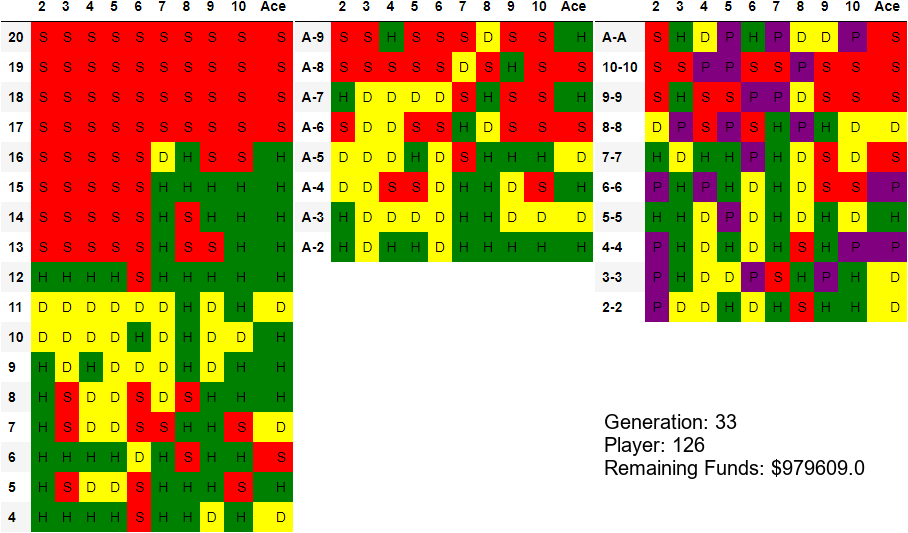 2 3 4 5 6 7 8 9 10 Ace
20 S S S S S S S S S S
19 S S S S S S S S S S
18 S S S S S S S S S S
17 S S S S S S S S S S
16 S S S S S D H S S H
15 S S S S S H H H H H
14 S S S S S H S H H H
13 S S S S S H S S H H
12 H H H H S H H H H H
11 D D D D D D H D H D
10 D D D D H D H D D H
9 H D H D D D H D H H
8 H S D D S D S H H H
7 H S D D S S H H S D
6 H H H H D H S H H S
5 H S D D S H H H S H
4 H H H H S H H D H D
2 3 4 5 6 7 8 9 10 Ace
A-9 S S H S S S D S S H
A-8 S S S S S D S H S S
A-7 H D D D D S H S S H
A-6 S D D S S H D S S S
A-5 D D D H D S H H H D
A-4 D D S S D H H D S H
A-3 H D D D D H H D D D
A-2 H D H H D H H H H H
2 3 4 5 6 7 8 9 10 Ace
A-A S H D P H P D D P S
10-10 S S P P S S P S S S
9-9 S H S S P P D S S S
8-8 D P S P S H P H D D
7-7 H D H H P H D S D S
6-6 P H P H D H D S S P
5-5 H H D P D H D H D H
4-4 P H D H D H S H P P
3-3 P H D D P S H P H D
2-2 P D D H D H S H H D
Generation: 33
Player: 126
Remaining Funds: $979609.0